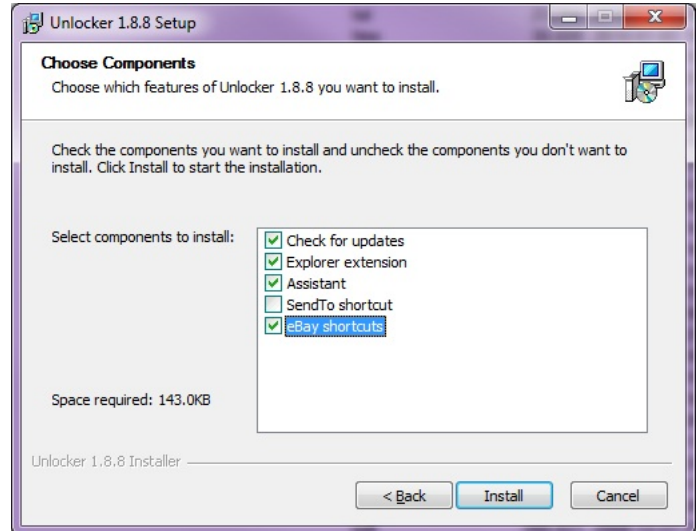 Unlocker 1.8.8 Setup
Choose Components
Choose which features of Unlocker 1.8.8 you want to install.
Check the components you want to install and uncheck the components you don't want to
install. Click Install to start the installation.
Select components to install:
Check for updates
Explorer extension
Assistant
SendTo shortcut
eBay shortcuts
Space required: 143.0KB
Unlocker 1.8.8 Installer
< Back
Install
Cancel